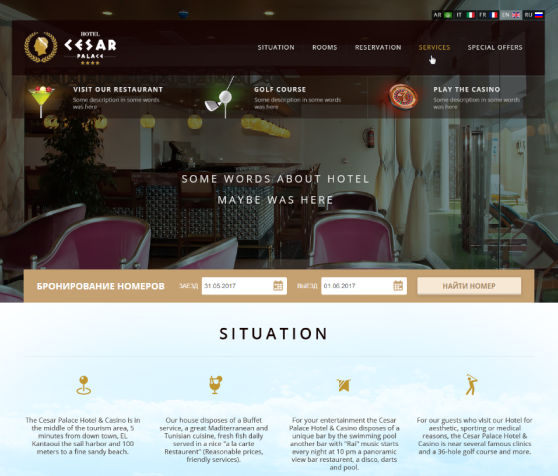 AR IT FR EN RU
HOTEL
CESAR
PALACE
SITUATION ROOMS RESERVATION SERVICES SPECIAL OFFERS
VISIT OUR RESTAURANT
Some description in some words
was here
GOLF COURSE
Some description in some words
was here
PLAY THE CASINO
Some description in some words
was here
SOME WORDS ABOUT HOTEL
MAYBE WAS HERE
БРОНИРОВАНИЕ НОМЕРОВ ЗАЕЗД 31.05.2017 ВЫЕЗД 01.06.2017 НАЙТИ НОМЕР
SITUATION
The Cesar Palace Hotel & Casino is in
the middle of the tourism area, 5
minutes from down town, EL
Kantaoui the sail harbor and 100
meters to a fine sandy beach.
Our house disposes of a Buffet
service, a great Mediterranean and
Tunisian cuisine, fresh fish daily
served in a nice "a la carte
Restaurant" (Reasonable prices,
friendly services).
For your entertainment the Cesar
Palace Hotel & Casino disposes of a
unique bar by the swimming pool
another bar with "Rai" music starts
every night at 10 pm a panoramic
view bar restaurant, a disco, darts
and pool.
For our guests who visit our Hotel for
aesthetic, sporting or medical
reasons, the Cesar Palace Hotel &
Casino is near several famous clinics
and a 36-hole golf course and more.